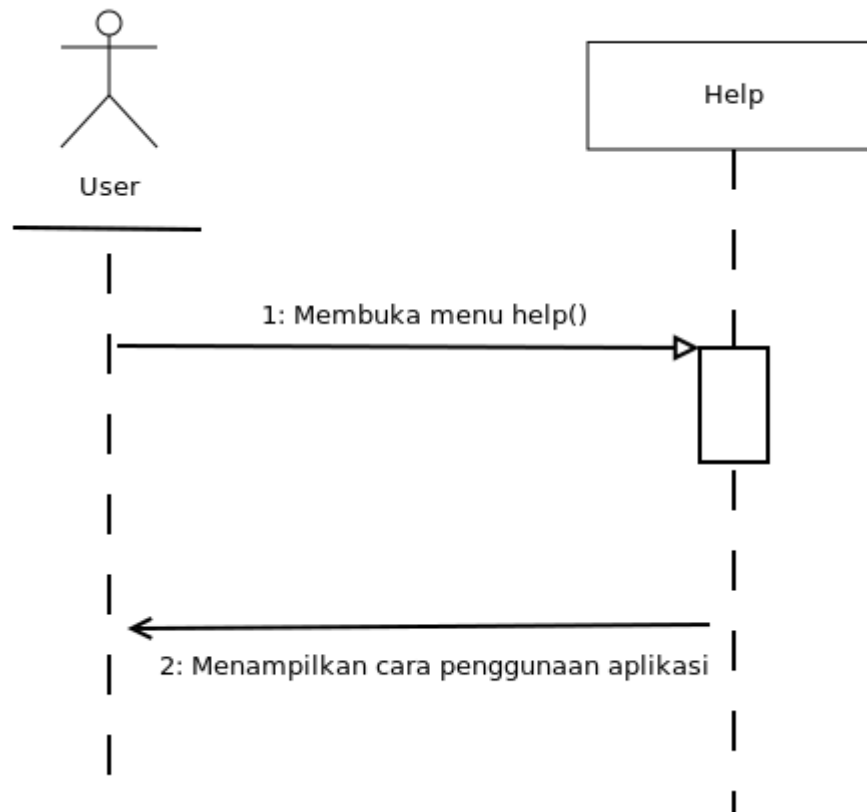 Help
User
1: Membuka menu help()
2: Menampilkan cara penggunaan aplikasi